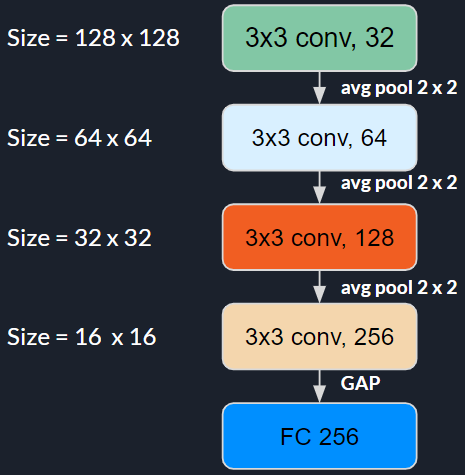 Size = 128 x 128
3x3 conv, 32
avg pool 2 x 2
Size = 64 x 64
3x3 conv, 64
avg pool 2 x 2
Size = 32 x 32
3x3 conv, 128
avg pool 2 x 2
Size = 16 x 16
3x3 conv, 256
GAP
FC 256